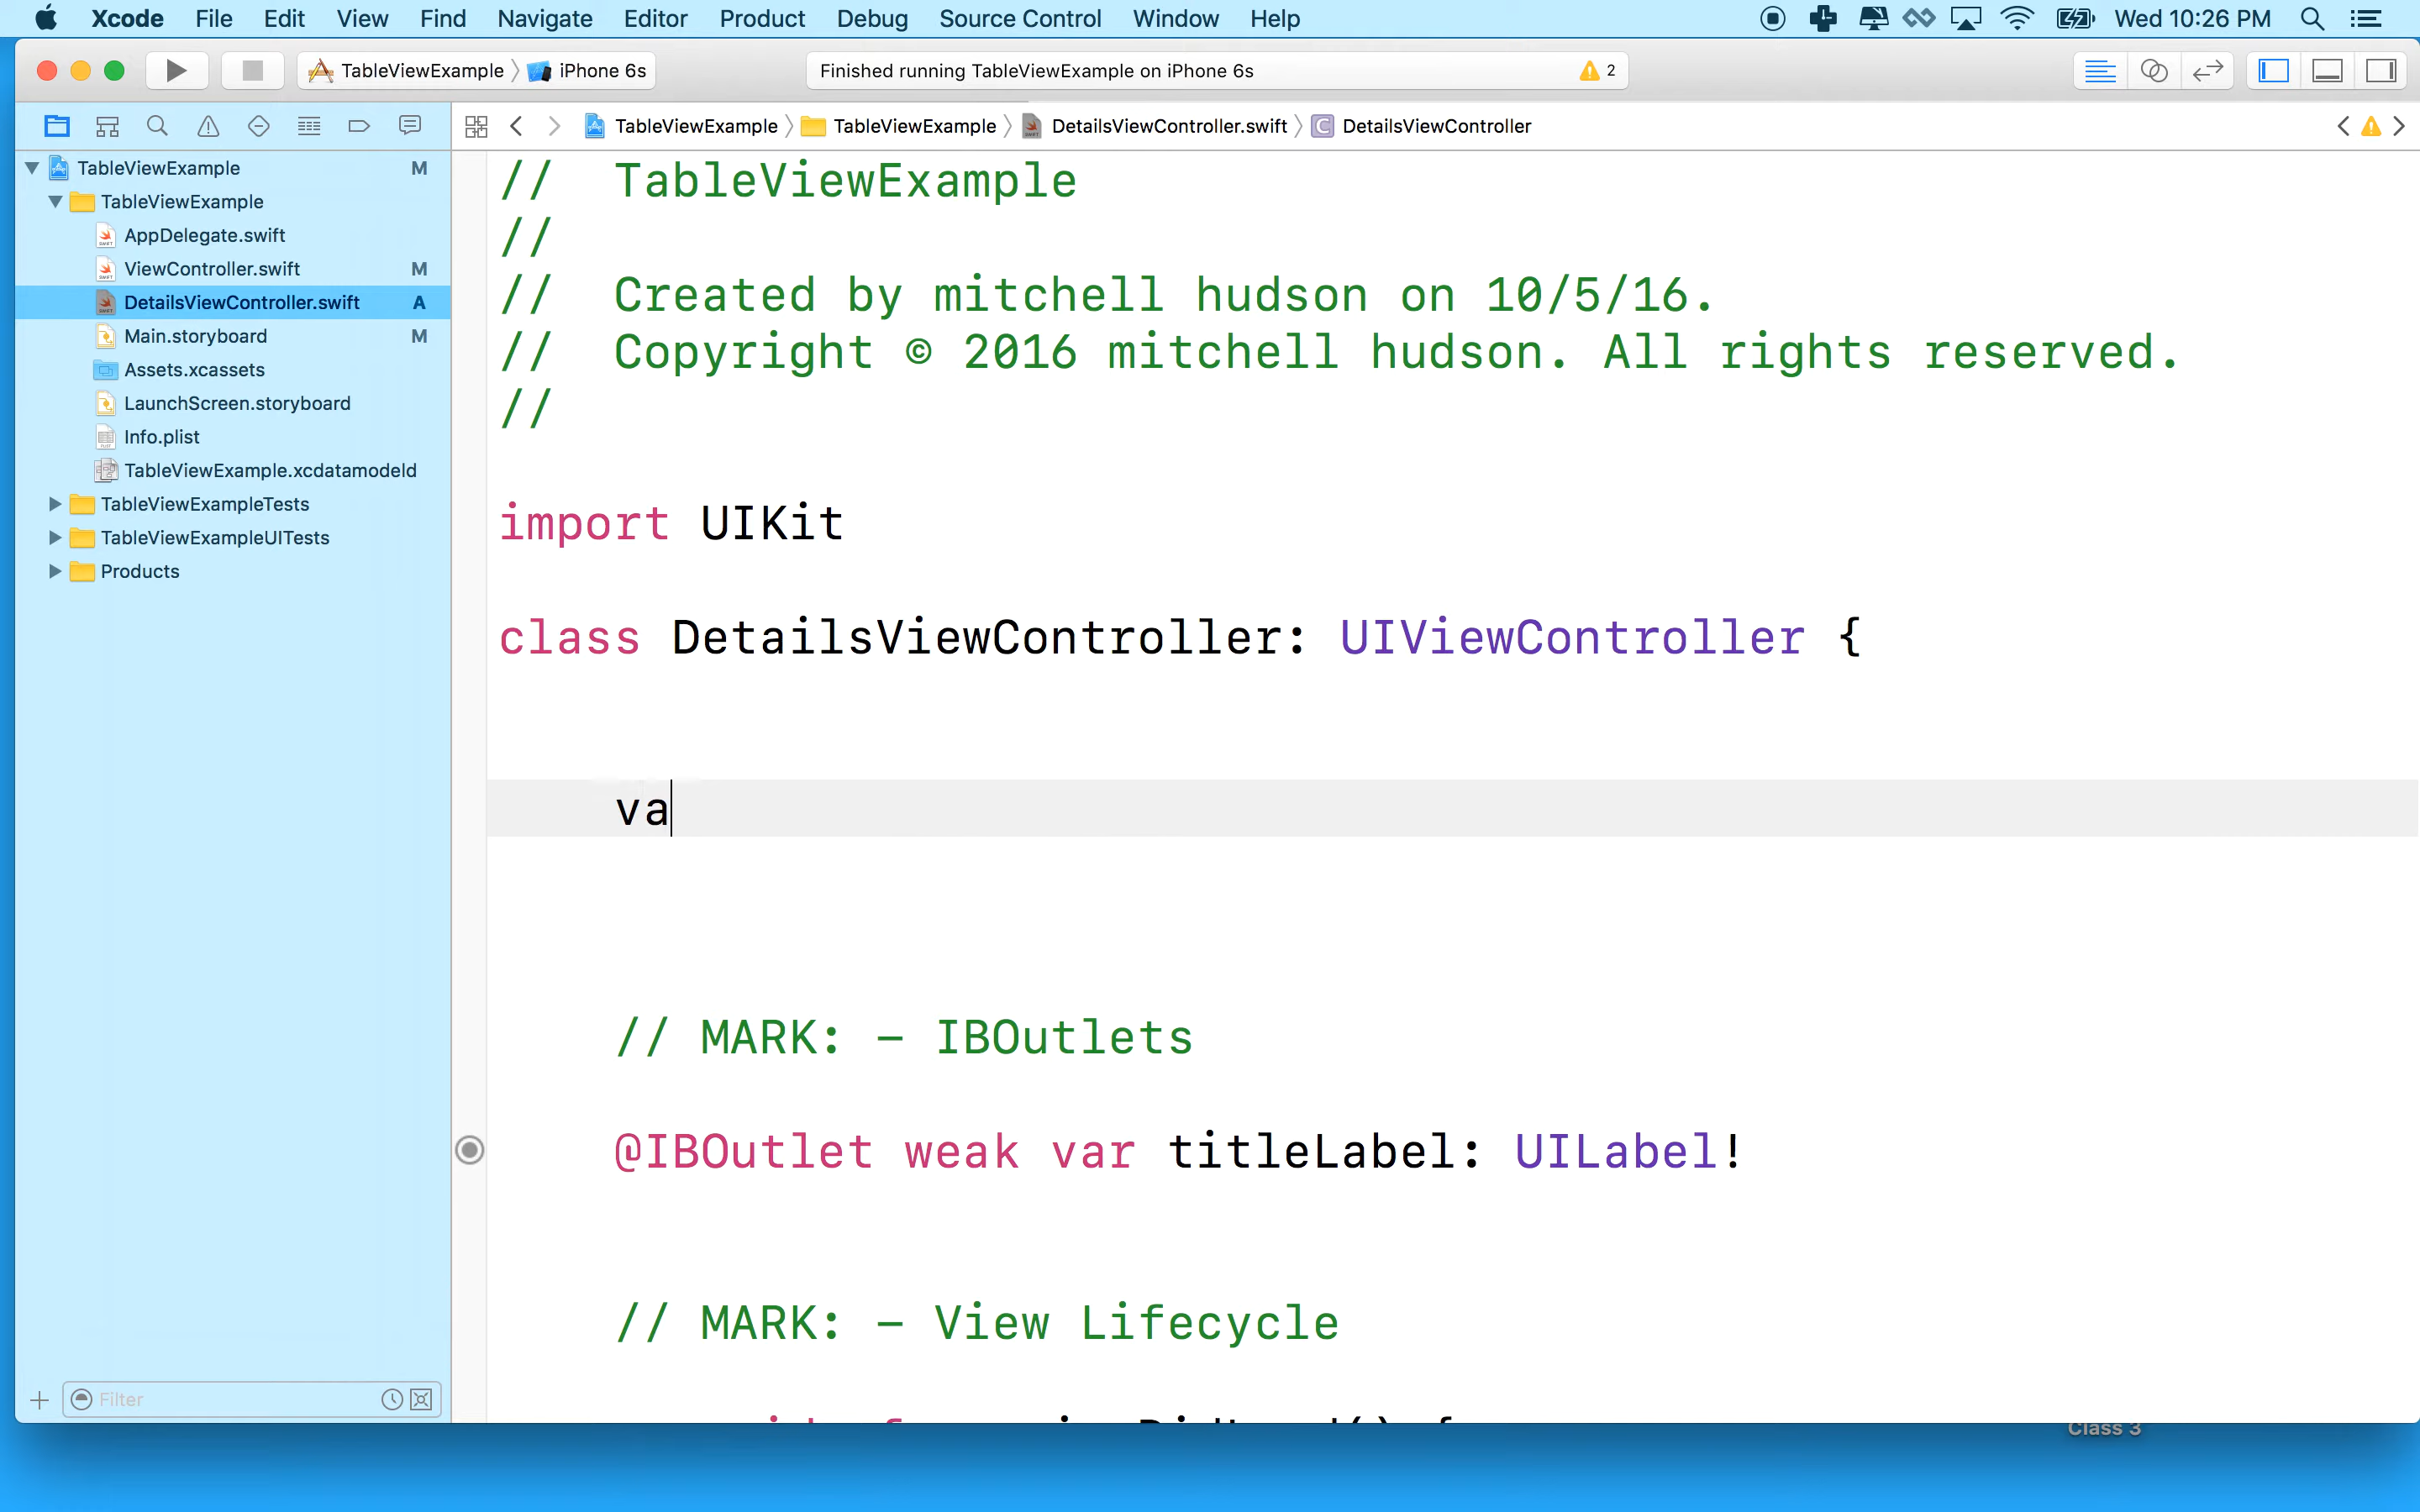 Xcode File Edit View Find Navigate Editor Product Debug Source Control Window Help Wed 10:26 PM
TableViewExample iPhone 6s Finished running TableViewExample on iPhone 6s 2
TableViewExample TableViewExample DetailsViewController.swift C DetailsViewController
TableViewExample M
TableViewExample
AppDelegate.swift
ViewController.swift M
DetailsViewController.swift A
Main.storyboard M
Assets.xcassets
LaunchScreen.storyboard
Info.plist
TableViewExample.xcdatamodeld
TableViewExampleTests
TableViewExampleUITests
Products
Filter
//  TableViewExample
//
//  Created by mitchell hudson on 10/5/16.
//  Copyright © 2016 mitchell hudson. All rights reserved.
//
import UIKit
class DetailsViewController: UIViewController {
va
// MARK: - IBOutlets
@IBOutlet weak var titleLabel: UILabel!
// MARK: - View Lifecycle
Class 3